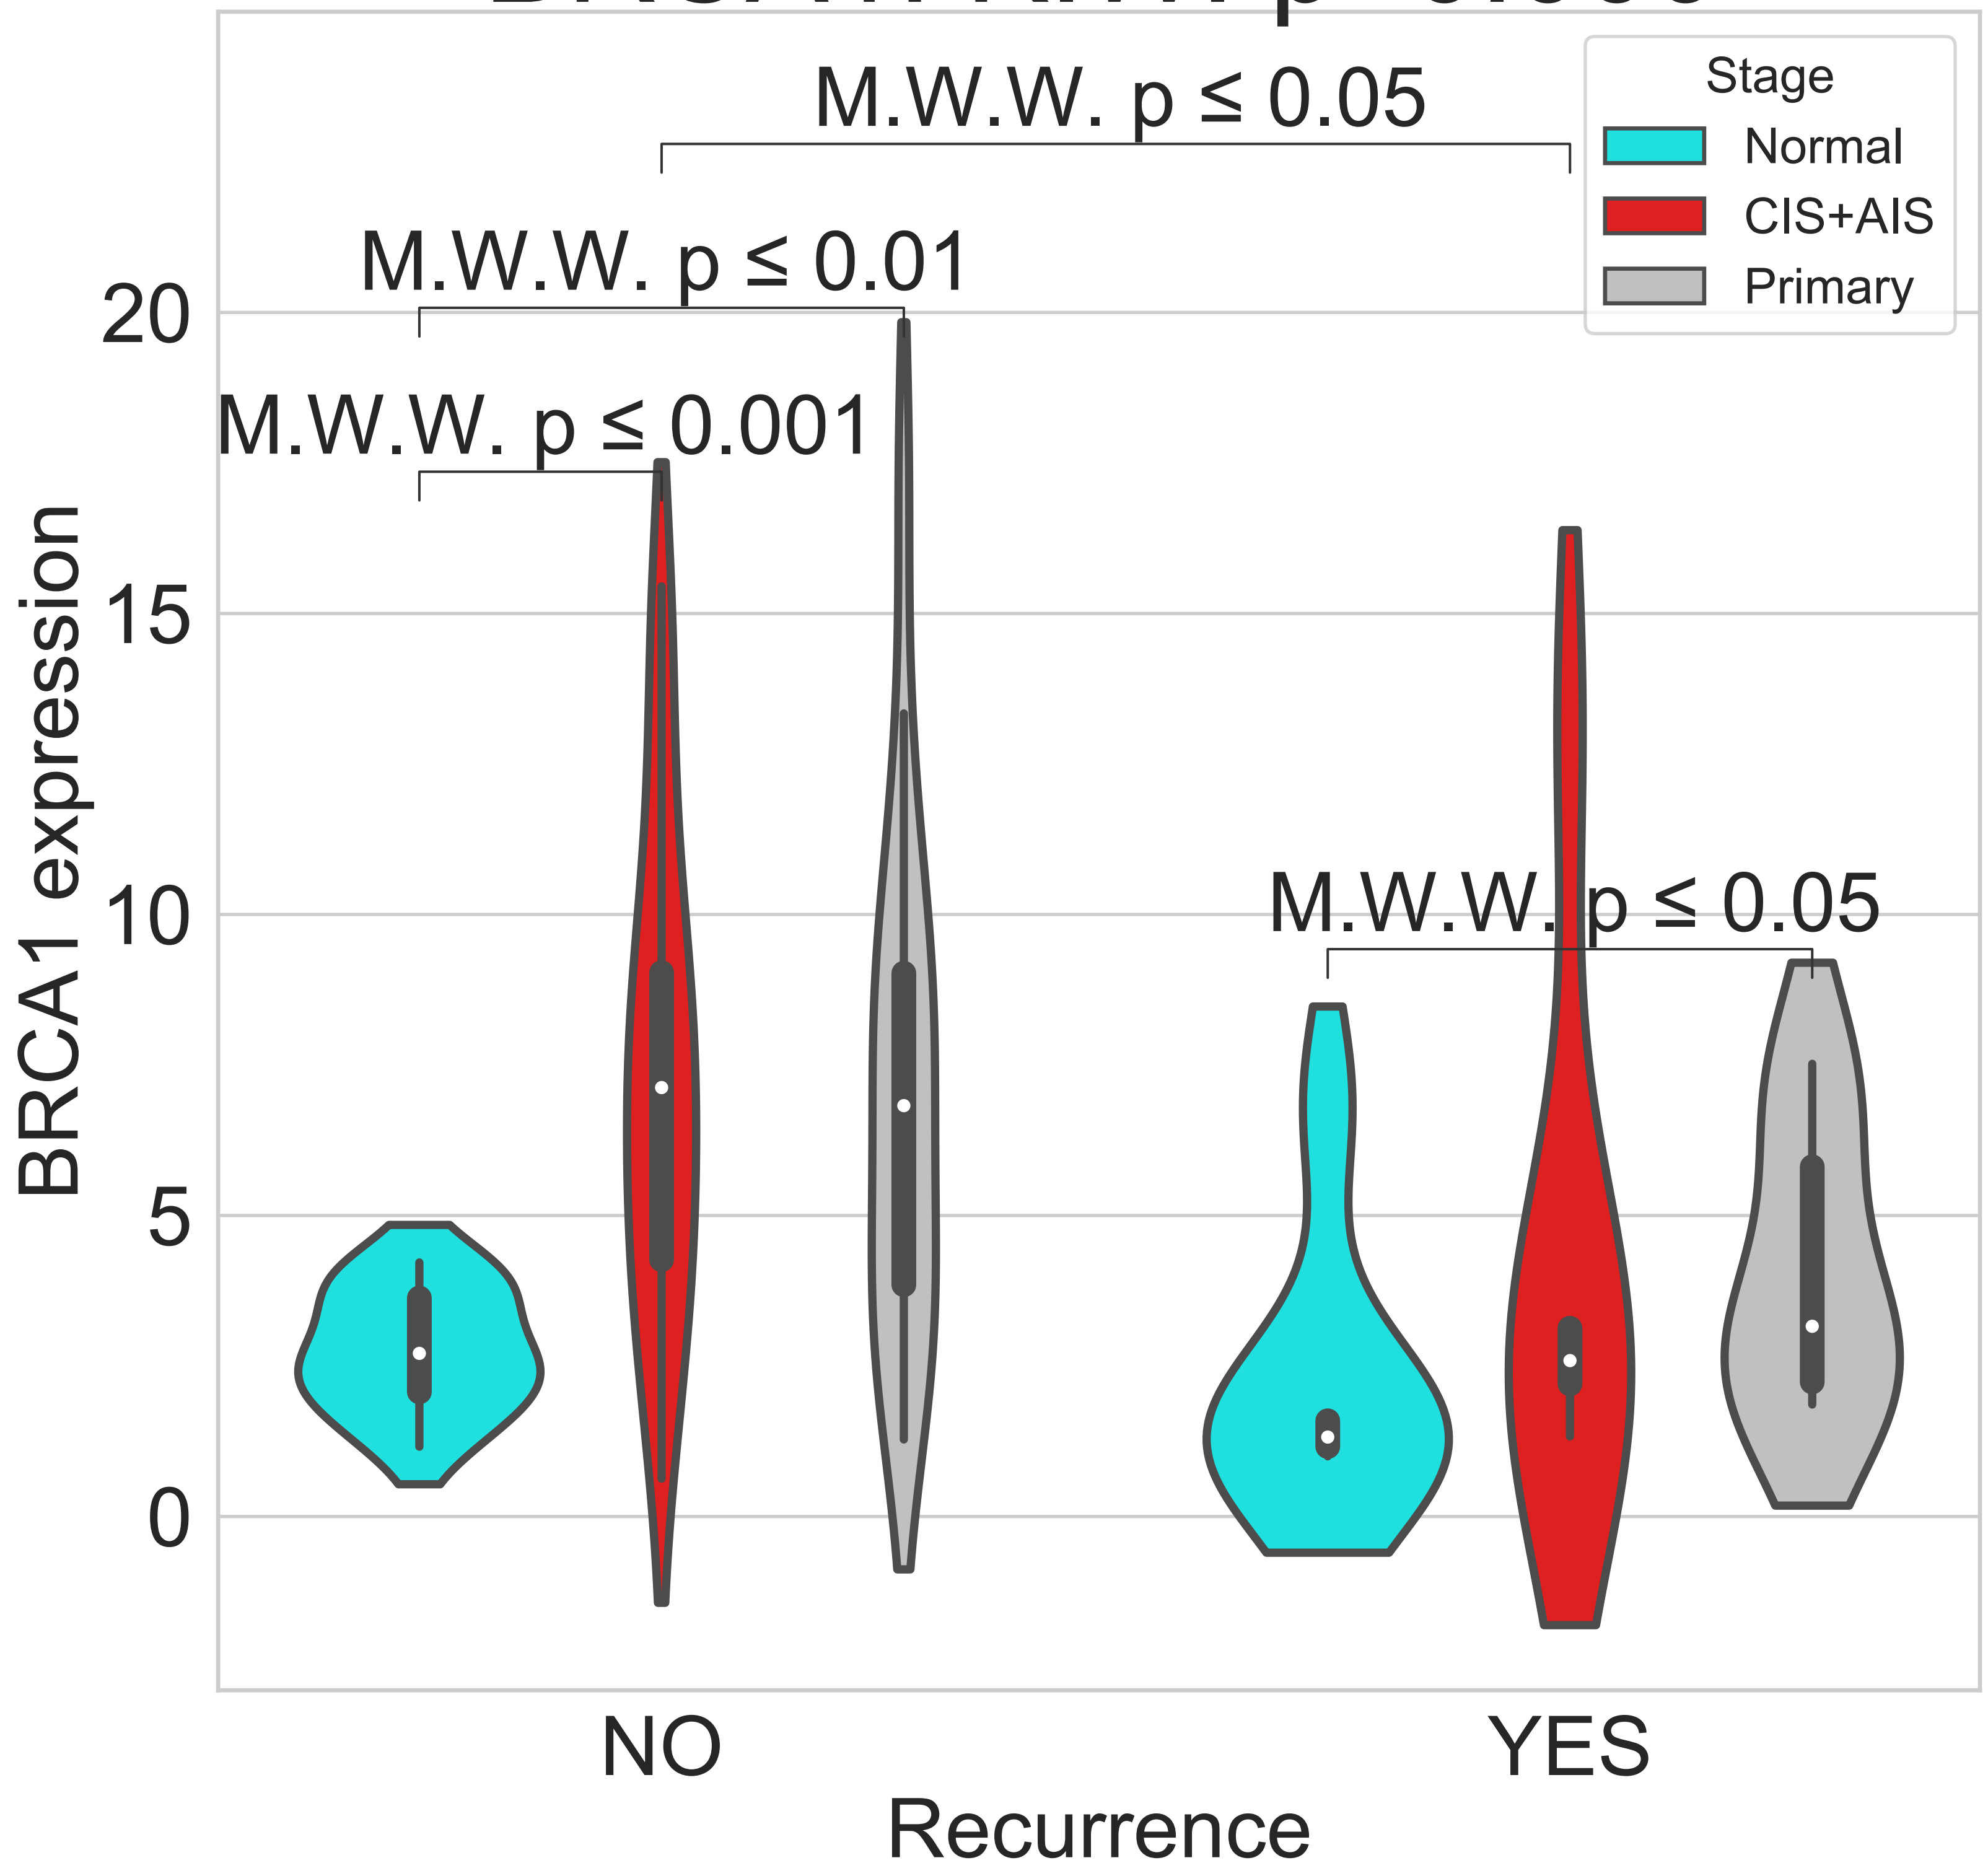 M.W.W. p ≤ 0.05
Stage
Normal
CIS+AIS
Primary
M.W.W. p ≤ 0.01
M.W.W. p ≤ 0.001
M.W.W. p ≤ 0.05
BRCA1 expression
20
15
10
5
0
NO
YES
Recurrence